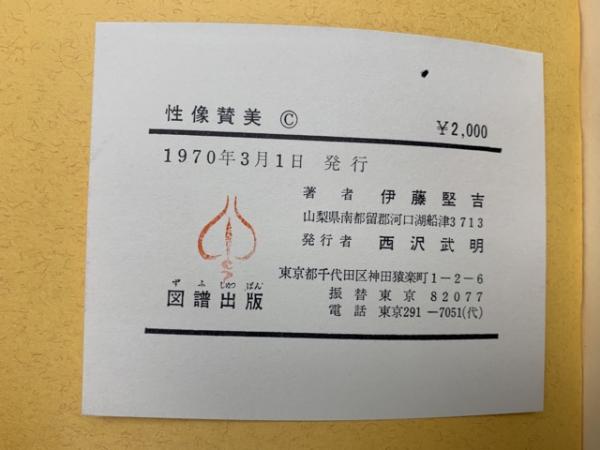 性像賛美 ©
¥2,000
1970年3月1日 発行
著者 伊藤堅吉
山梨県南都留郡河口湖船津3713
発行者 西沢武明
東京都千代田区神田猿楽町1-2-6
振替 東京 82077
電話 東京291-7051(代)
ずふしゅつぱん
図譜出版